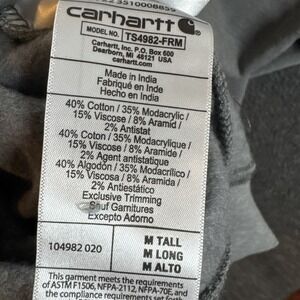 22 3510008859
carhartt
MODEL NO. TS4982-FRM
Carhartt, Inc. P.O. Box 600
Dearborn, MI 48121 USA
carhartt.com
Made in India
Fabriqué en Inde
Hecho en India
40% Cotton / 35% Modacrylic /
15% Viscose / 8% Aramid /
2% Antistat
40% Coton / 35% Modacrylique /
15% Viscose / 8% Aramide /
2% Agent antistatique
40% Algodón / 35% Modacrílico /
15% Viscosa / 8% Aramida /
2% Antiestático
Exclusive Trimming
Sauf Garnitures
Excepto Adorno
104982 020
M TALL
M LONG
M ALTO
This garment meets the requirements
of ASTM F1506, NFPA-2112, NFPA-70E, and
the compliance requirements set forth